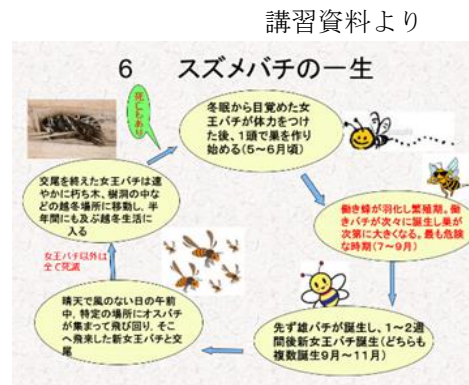 講習資料より
6 スズメバチの一生
死亡もあり
冬眠から目覚めた女
王バチが体力をつけ
た後、1頭で巣を作り
始める(5~6月頃)
働き蜂が羽化し繁殖期。働
きバチが次々に誕生し巣が
次第に大きくなる。最も危険
な時期(7~9月)
先ず雄バチが誕生し、1~2週
間後新女王バチ誕生(どちらも
複数誕生9月~11月)
晴天で風のない日の午前
中、特定の場所にオスバチ
が集まって飛び回り、そこ
へ飛来した新女王バチと交
尾
女王バチ以外は
全て死滅
交尾を終えた女王バチは速
やかに朽ち木、樹洞の中な
どの越冬場所に移動し、半
年間にも及ぶ越冬生活に
入る